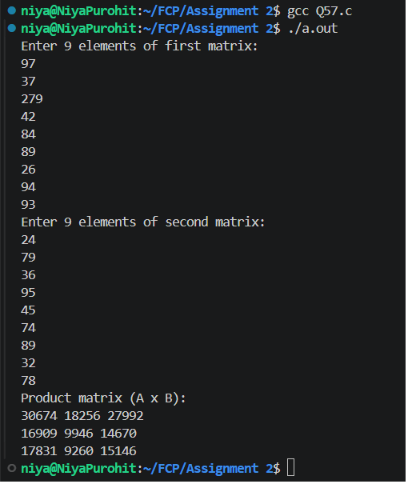 niya@NiyaPurohit:~/FCP/Assignment 2$ gcc Q57.c
niya@NiyaPurohit:~/FCP/Assignment 2$ ./a.out
Enter 9 elements of first matrix:
97
37
279
42
84
89
26
94
93
Enter 9 elements of second matrix:
24
79
36
95
45
74
89
32
78
Product matrix (A x B):
30674 18256 27992
16909 9946 14670
17831 9260 15146
niya@NiyaPurohit:~/FCP/Assignment 2$